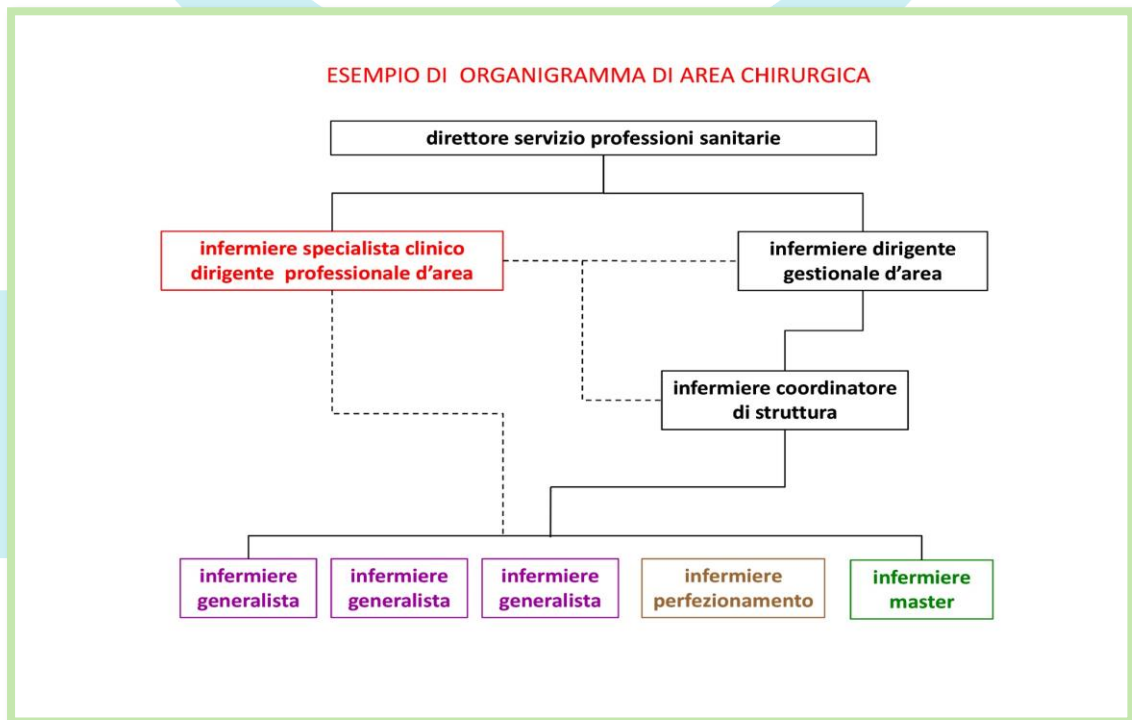 ESEMPIO DI ORGANIGRAMMA DI AREA CHIRURGICA
direttore servizio professioni sanitarie
infermiere specialista clinico
dirigente professionale d'area
infermiere dirigente
gestionale d'area
infermiere coordinatore
di struttura
infermiere
generalista
infermiere
generalista
infermiere
generalista
infermiere
perfezionamento
infermiere
master